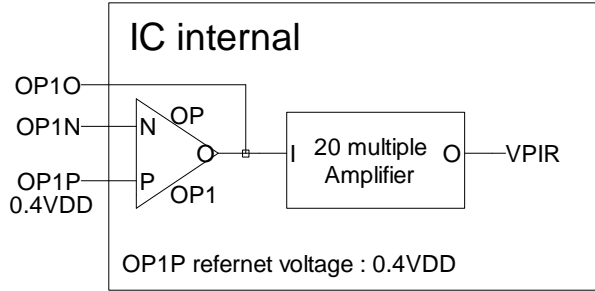 IC internal
OP1O
OP
OP1N
N
O
I
20 multiple
O
VPIR
Amplifier
OP1P
P
OP1
0.4VDD
OP1P refernet voltage : 0.4VDD